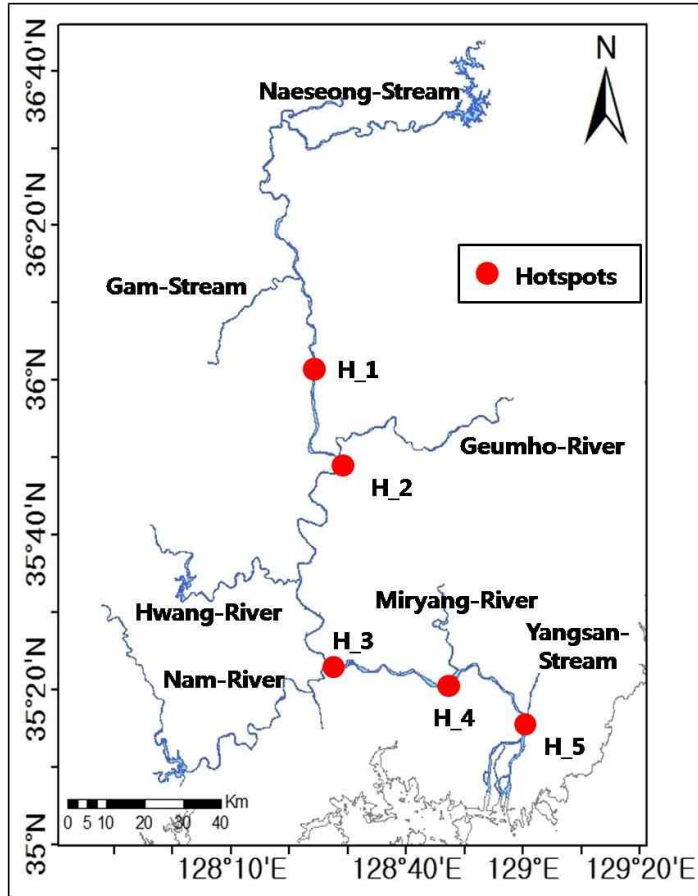 36°40'N
N
Naeseong-Stream
36°20'N
Hotspots
Gam-Stream
H_1
36°N
Geumho-River
H_2
35°40'N
Miryang-River
Hwang-River
Yangsan-
Stream
H_3
Nam-River
35°20'N
H_4
H_5
Km
0 5 10 20 30 40
35°N
128°10'E
128°40'E
129°E
129°20'E